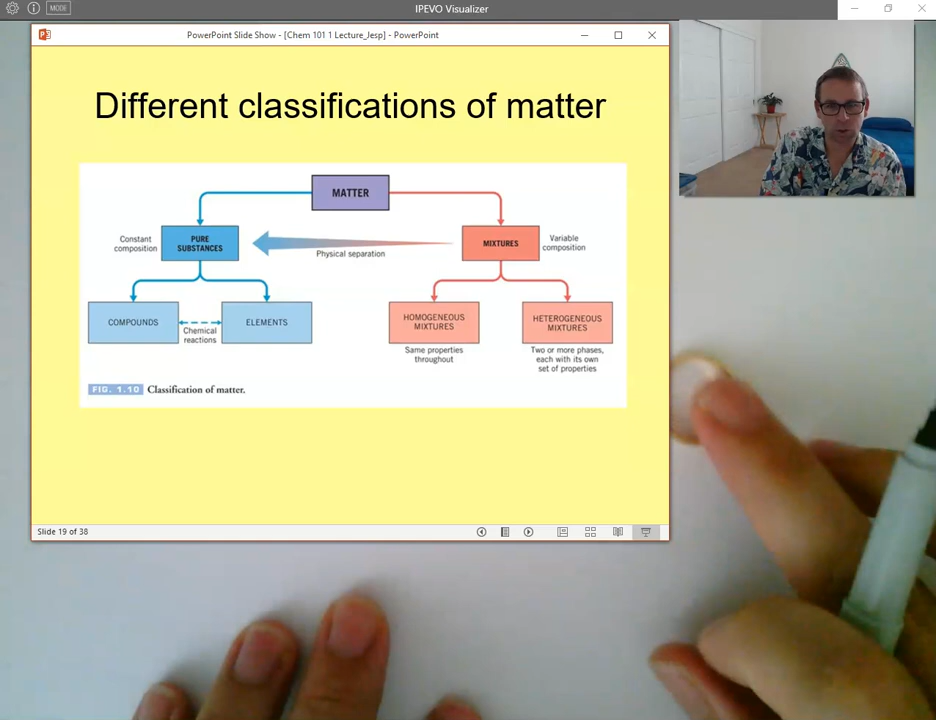 MODE
IPEVO Visualizer
PowerPoint Slide Show - [Chem 101 1 Lecture_Jesp] - PowerPoint
Different classifications of matter
MATTER
Constant
composition
PURE
SUBSTANCES
Physical separation
MIXTURES
Variable
composition
COMPOUNDS
Chemical
reactions
ELEMENTS
HOMOGENEOUS
MIXTURES
Same properties
throughout
HETEROGENEOUS
MIXTURES
Two or more phases,
each with its own
set of properties
FIG. 1.10 Classification of matter.
Slide 19 of 38